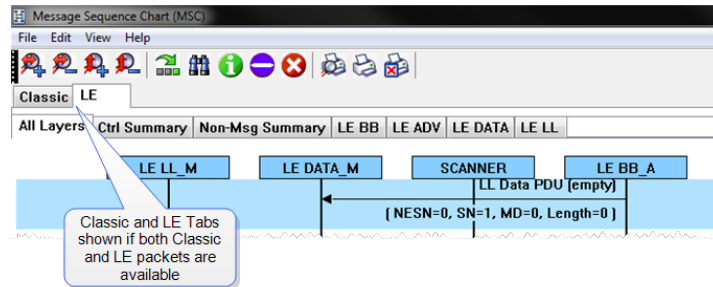 Message Sequence Chart (MSC)
File Edit View Help
Classic LE
All Layers Ctrl Summary Non-Msg Summary LE BB LE ADV LE DATA LE LL
LE LL_M LE DATA_M SCANNER LE BB_A
LL Data PDU (empty)
( NESN=0, SN=1, MD=0, Length=0 )
Classic and LE Tabs
shown if both Classic
and LE packets are
available